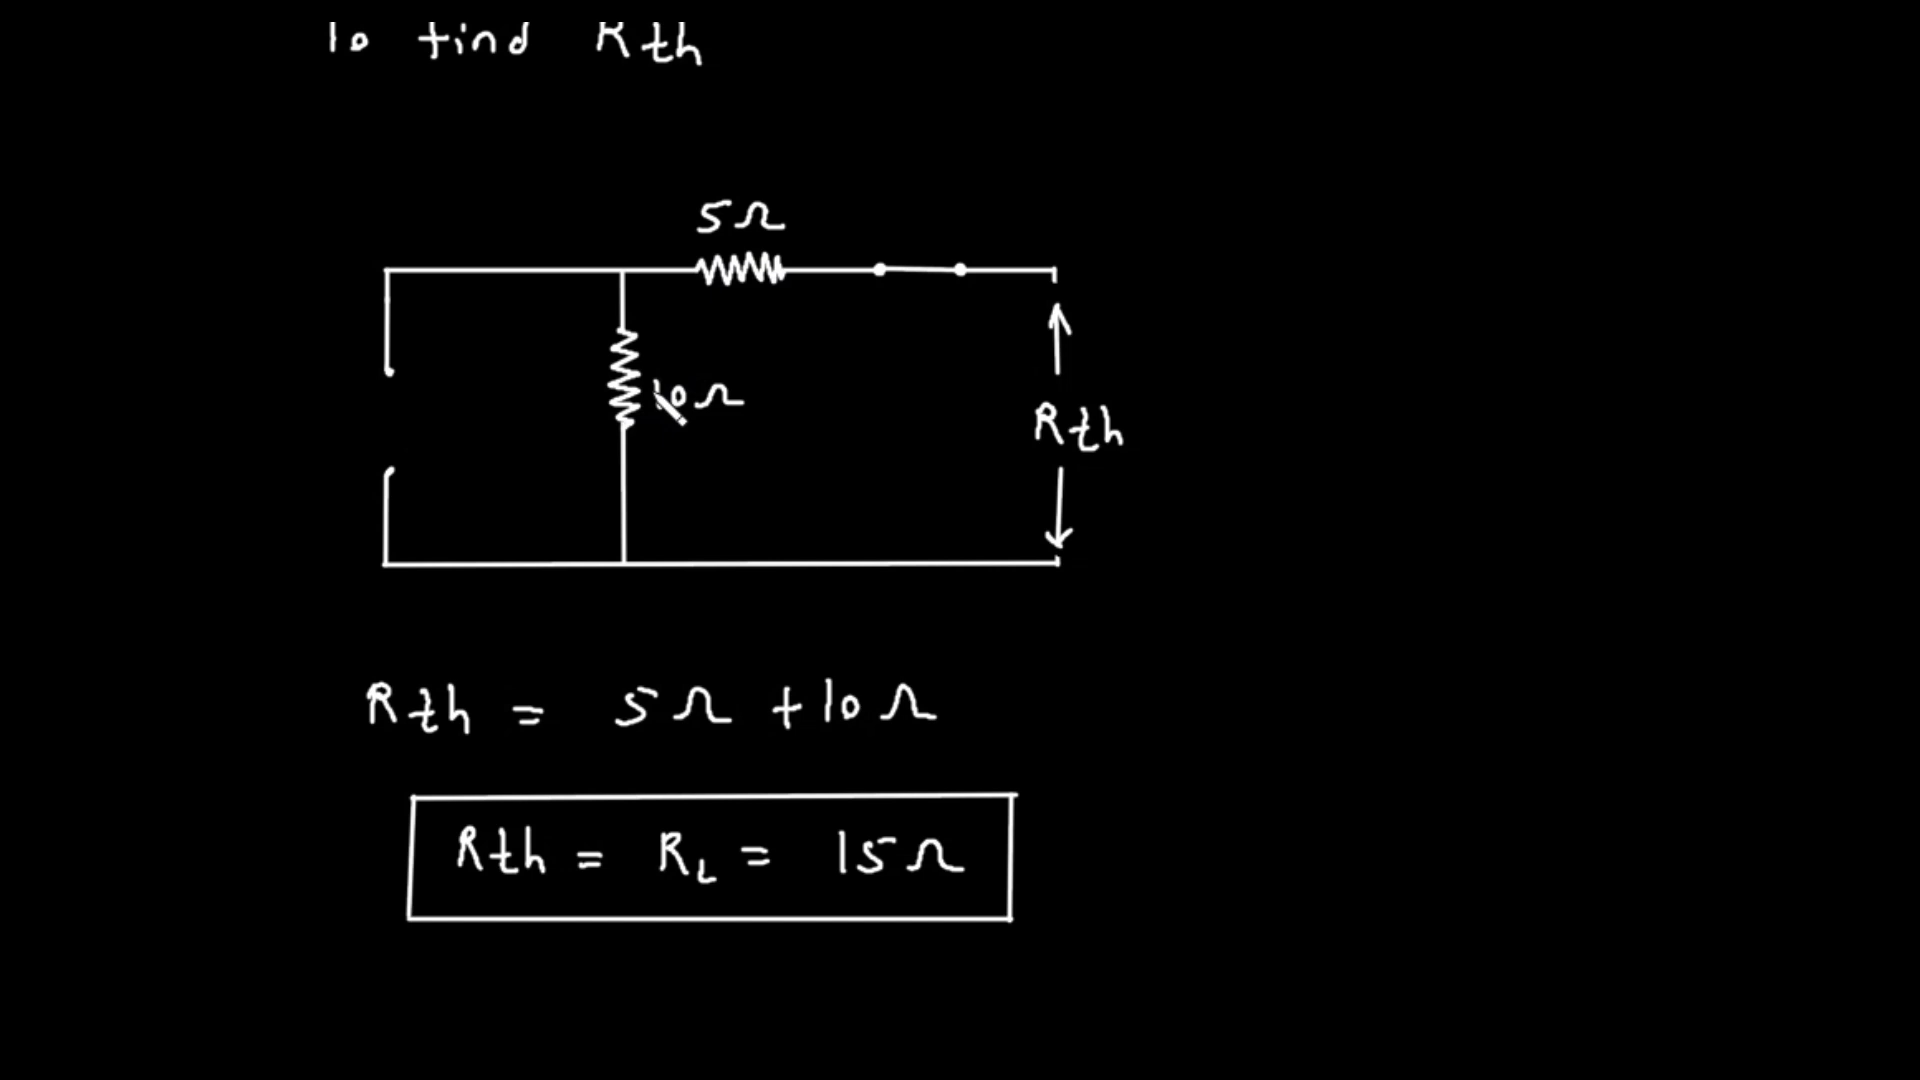 To find Rth
5Ω
10Ω
Rth
Rth = 5Ω + 10Ω
Rth = RL = 15Ω